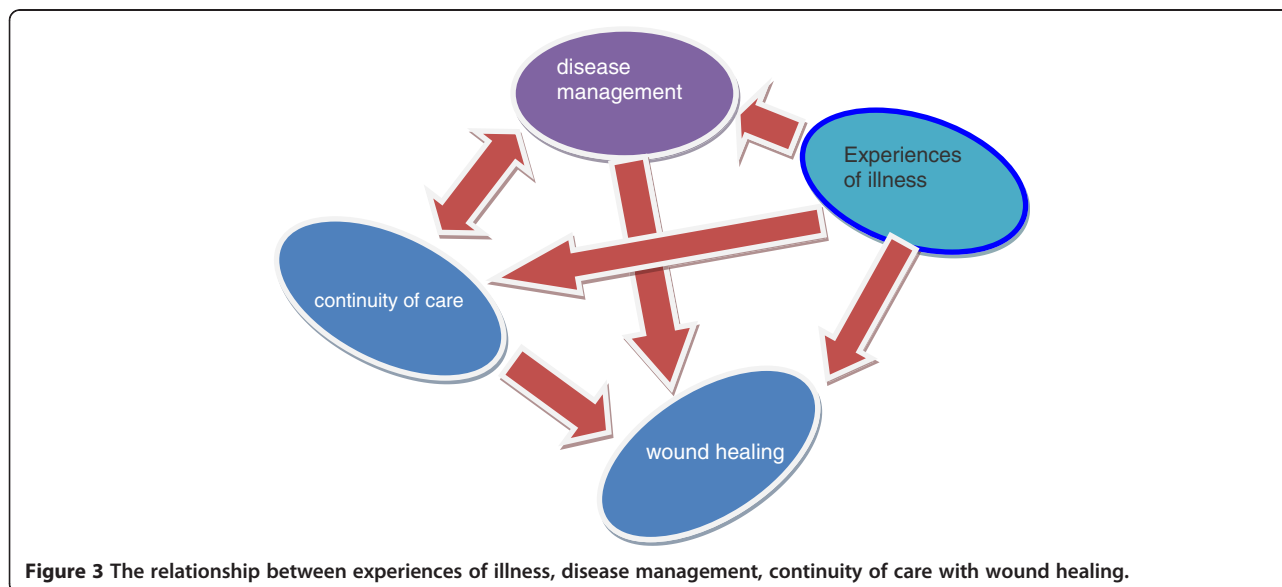 disease
management
Experiences
of illness
continuity of care
wound healing
Figure 3 The relationship between experiences of illness, disease management, continuity of care with wound healing.